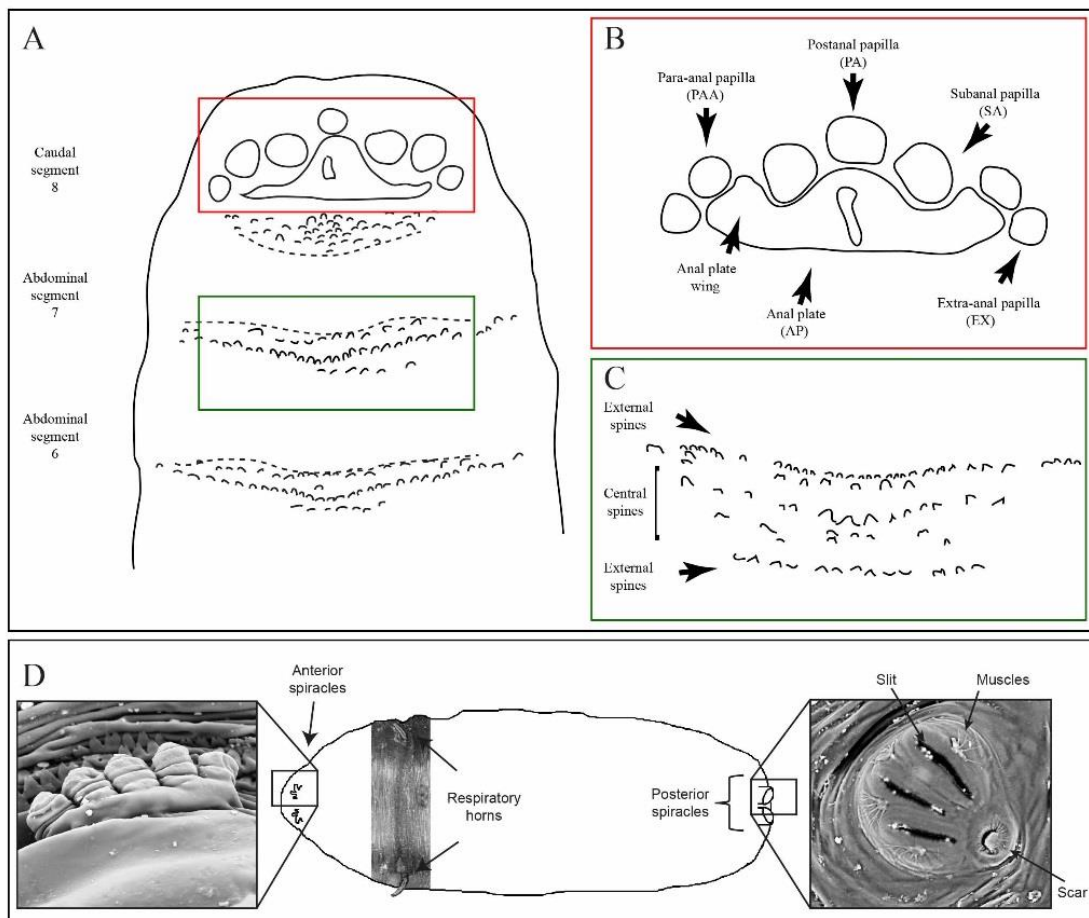 A
Caudal
segment
8
Abdominal
segment
7
Abdominal
segment
6
B
Postanal papilla
(PA)
Para-anal papilla
(PAA)
Subanal papilla
(SA)
Anal plate
wing
Anal plate
(AP)
Extra-anal papilla
(EX)
C
External
spines
Central
spines
External
spines
D
Anterior
spiracles
Respiratory
horns
Posterior
spiracles
Slit
Muscles
Scar